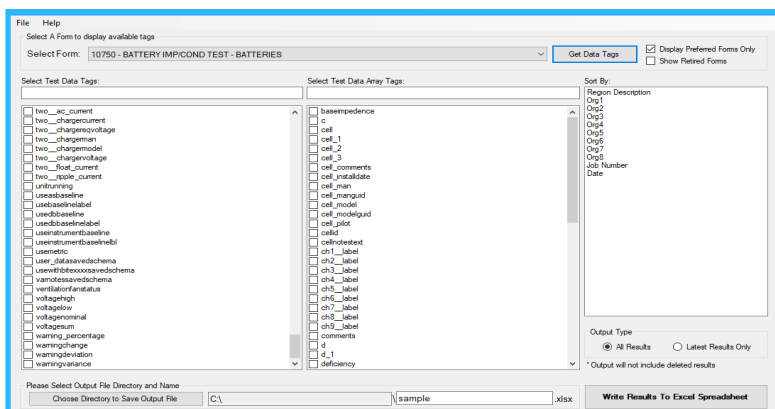 File Help
Select A Form to display available tags
Select Form: 10750 - BATTERY IMP/COND TEST - BATTERIES Get Data Tags Display Preferred Forms Only
Show Retired Forms
Select Test Data Tags: Select Test Data Array Tags: Sort By:
two__ac_current
two__chargercurrent
two__chargereqvoltage
two__chargerman
two__chargermodel
two__chargervoltage
two__float_current
two__ripple_current
unitrunning
useasbaseline
usebaselinelabel
usedbbaseline
usedbbaselinelabel
useinstrumentbaseline
useinstrumentbaselinelbl
usemetric
user_datasavedschema
usewithbitexxxxsavedschema
varnotessavedschema
ventilationfanstatus
voltagehigh
voltagelow
voltagenominal
voltagesum
warning_percentage
warningchange
warningdeviation
warningvariance
baseimpedence
c
cell
cell_1
cell_2
cell_3
cell_comments
cell_installdate
cell_man
cell_manguid
cell_model
cell_modelguid
cell_pilot
cellid
cellnotestext
ch1__label
ch2__label
ch3__label
ch4__label
ch5__label
ch6__label
ch7__label
ch8__label
ch9__label
comments
d
d_1
deficiency
Region Description
Org1
Org2
Org3
Org4
Org5
Org6
Org7
Org8
Job Number
Date
Output Type
All Results Latest Results Only
* Output will not include deleted results
Please Select Output File Directory and Name
Choose Directory to Save Output File C:\ \ sample .xlsx Write Results To Excel Spreadsheet